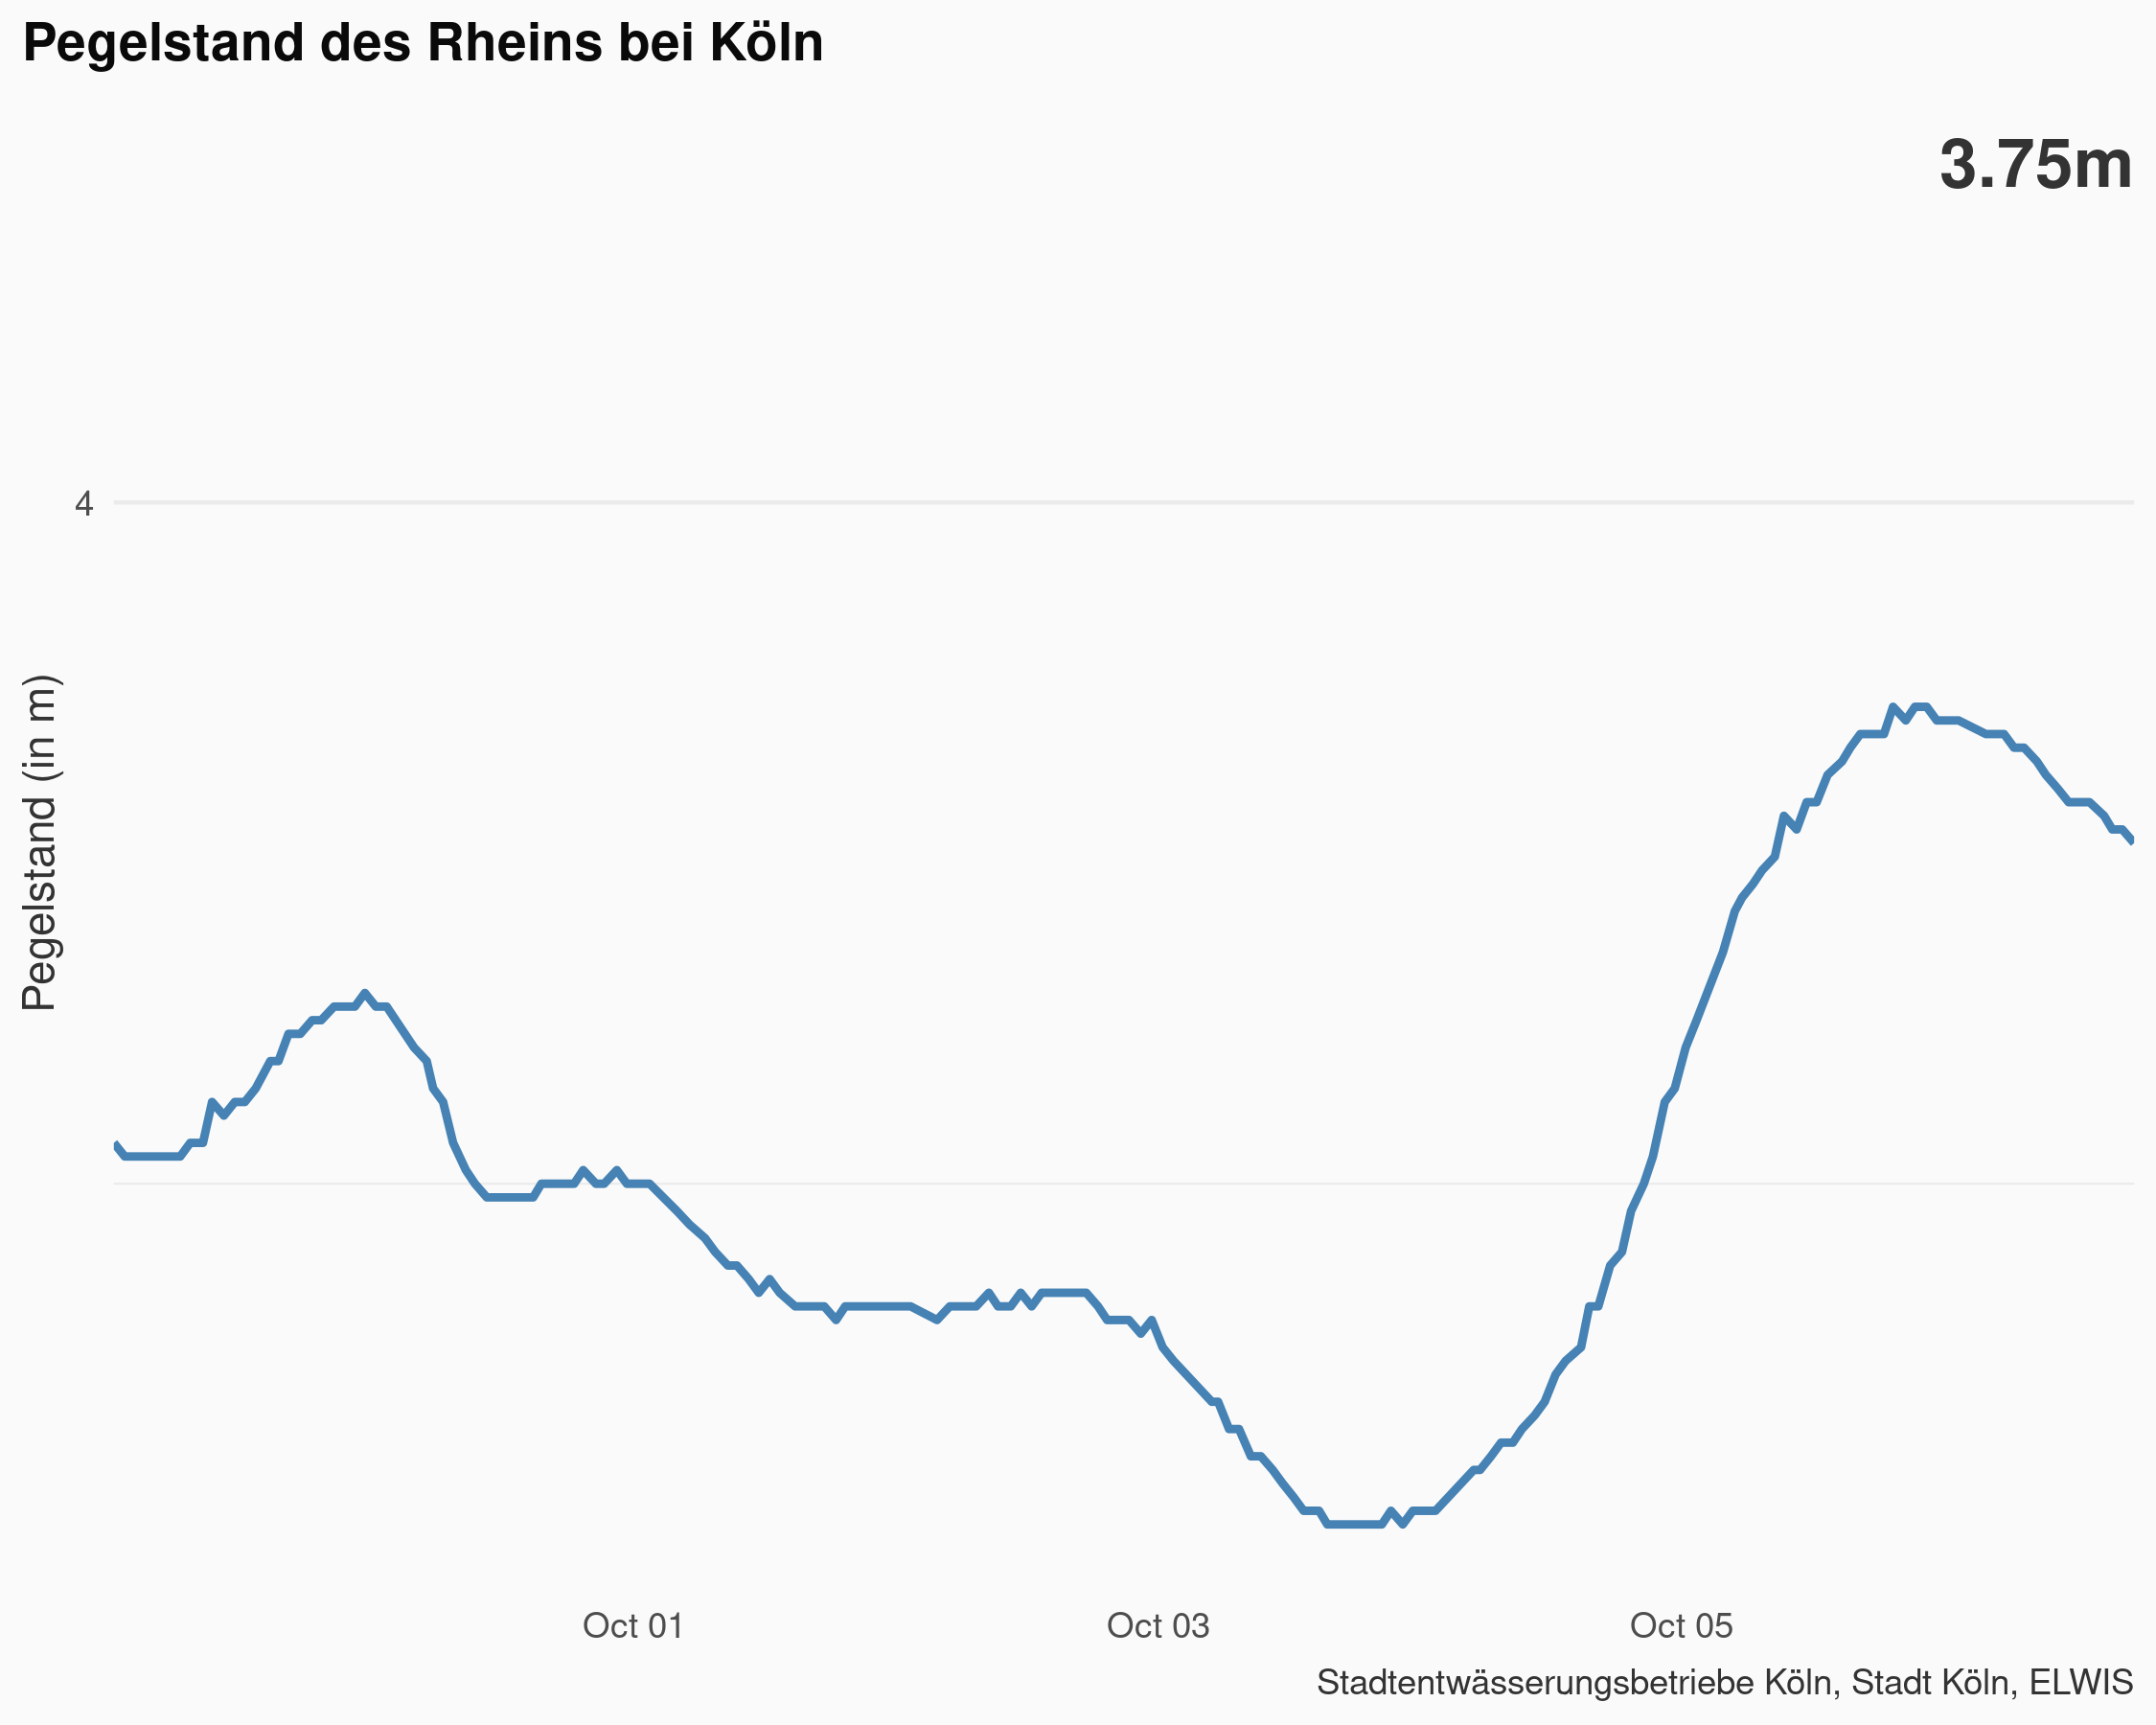 Pegelstand des Rheins bei Köln
3.75m
4
Pegelstand (in m)
Oct 01
Oct 03
Oct 05
Stadtentwässerungsbetriebe Köln, Stadt Köln, ELWIS